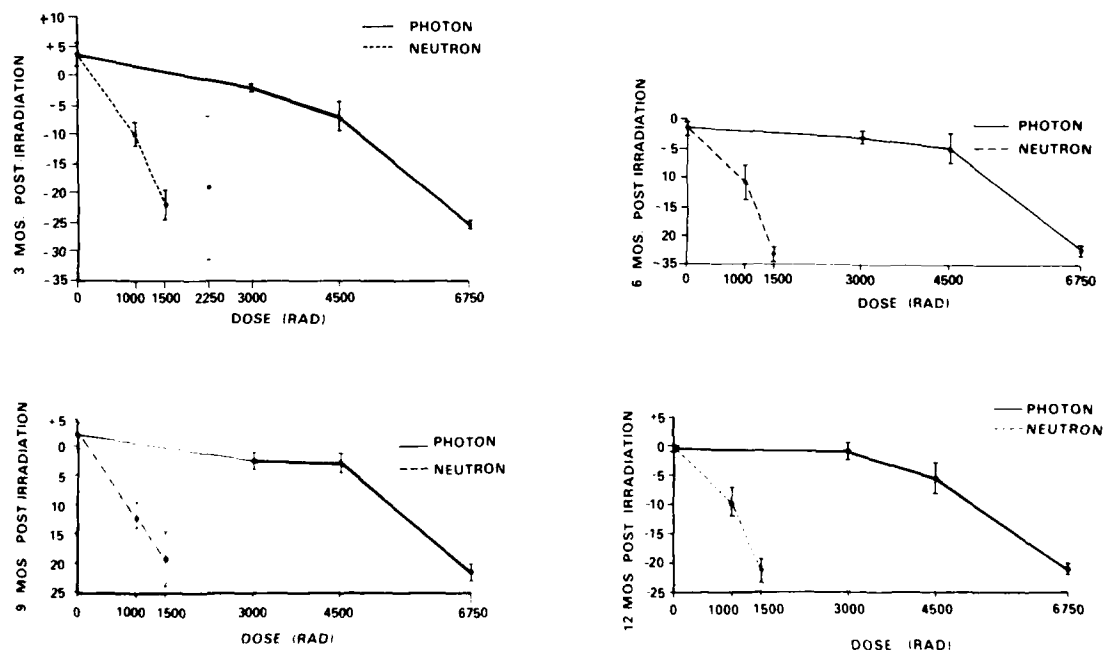 +10
+5
0
-5
-10
-15
-20
-25
-30
-35
3 MOS. POST IRRADIATION
PHOTON
NEUTRON
0 1000 1500 2250 3000 4500 6750
DOSE (RAD)
0
-5
10
-15
20
-35
6 MOS. POST IRRADIATION
PHOTON
NEUTRON
0 1000 1500 3000 4500 6750
DOSE (RAD)
+5
0
5
10
15
20
25
9 MOS POST IRRADIATION
PHOTON
NEUTRON
0 1000 1500 3000 4500 6750
DOSE (RAD)
+5
0
-5
-10
-15
-20
-25
12 MOS POST IRRADIATION
PHOTON
NEUTRON
0 1000 1500 3000 4500 6750
DOSE (RAD)